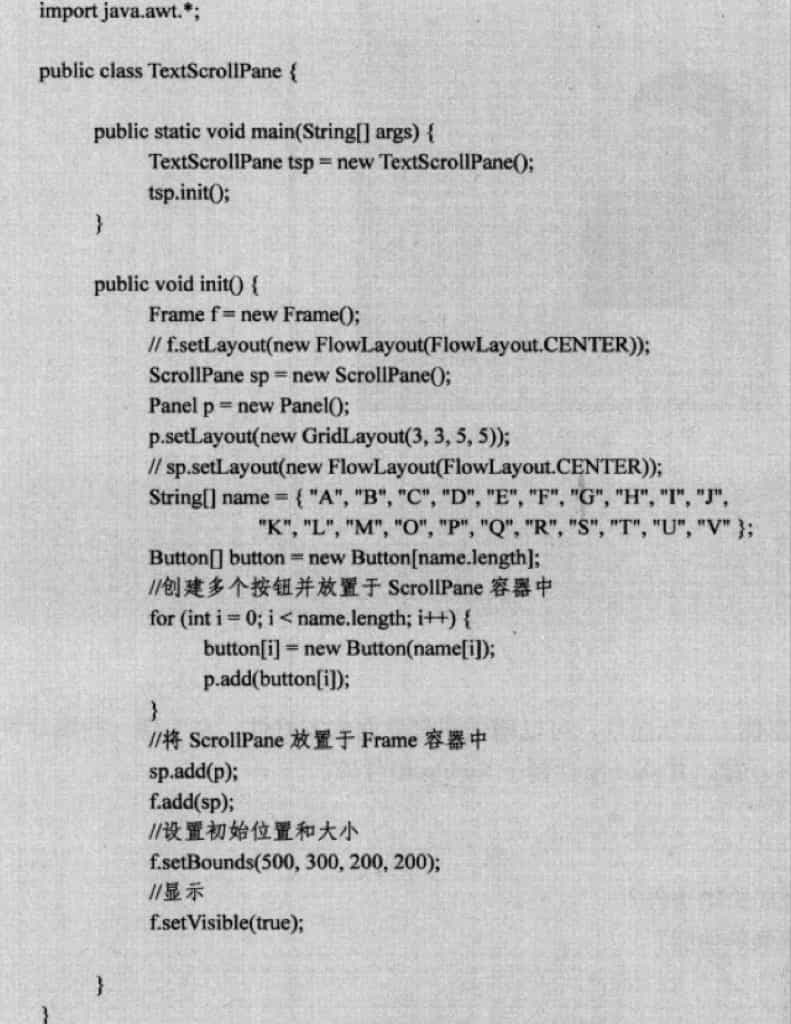 import java.awt.*;
public class TextScrollPane {
public static void main(String[] args) {
TextScrollPane tsp = new TextScrollPane();
tsp.init();
}
public void init() {
Frame f = new Frame();
// f.setLayout(new FlowLayout(FlowLayout.CENTER));
ScrollPane sp = new ScrollPane();
Panel p = new Panel();
p.setLayout(new GridLayout(3, 3, 5, 5));
// sp.setLayout(new FlowLayout(FlowLayout.CENTER));
String[] name = { "A", "B", "C", "D", "E", "F", "G", "H", "I", "J",
"K", "L", "M", "O", "P", "Q", "R", "S", "T", "U", "V" };
Button[] button = new Button[name.length];
//创建多个按钮并放置于 ScrollPane 容器中
for (int i = 0; i < name.length; i++) {
button[i] = new Button(name[i]);
p.add(button[i]);
}
//将 ScrollPane 放置于 Frame 容器中
sp.add(p);
f.add(sp);
//设置初始位置和大小
f.setBounds(500, 300, 200, 200);
//显示
f.setVisible(true);
}
}